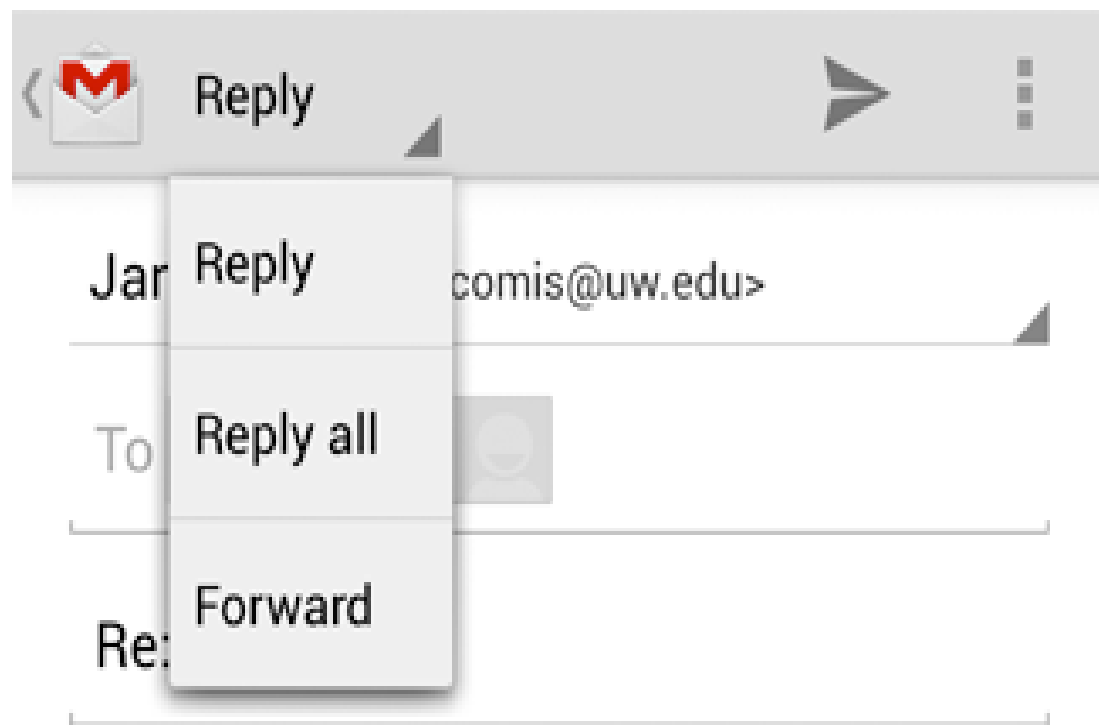 Reply
Reply
Jar comis@uw.edu>
Reply all
To
Forward
Re: